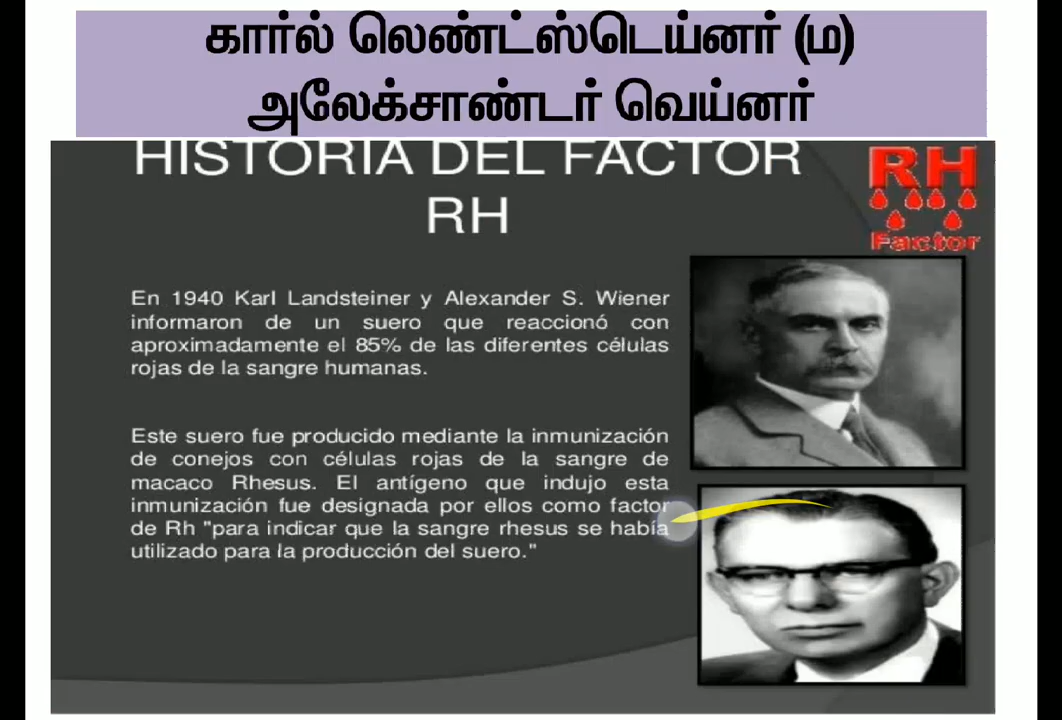 கார்ல் லெண்ட்ஸ்டெய்னர் (ம)
அலேக்சாண்டர் வெய்னர்
HISTORIA DEL FACTOR
RH
RH
Factor
En 1940 Karl Landsteiner y Alexander S. Wiener
informaron de un suero que reaccionó con
aproximadamente el 85% de las diferentes células
rojas de la sangre humanas.
Este suero fue producido mediante la inmunización
de conejos con células rojas de la sangre de
macaco Rhesus. El antígeno que indujo esta
inmunización fue designada por ellos como factor
de Rh "para indicar que la sangre rhesus se había
utilizado para la producción del suero."